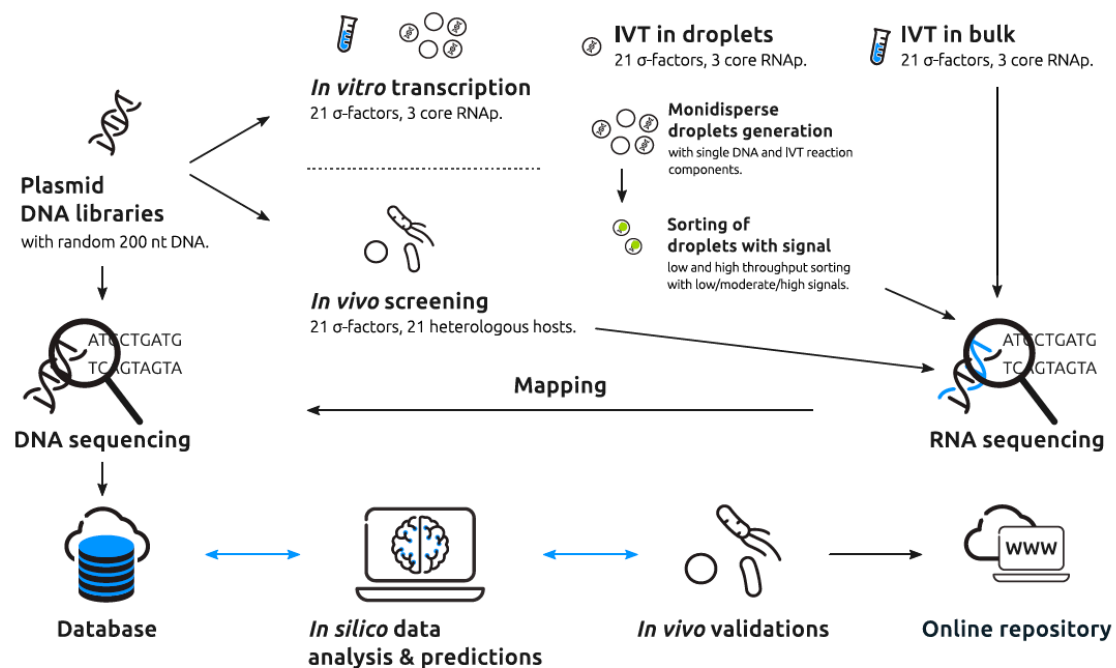 In vitro transcription
21 σ-factors, 3 core RNAp.
IVT in droplets
21 σ-factors, 3 core RNAp.
IVT in bulk
21 σ-factors, 3 core RNAp.
Monidisperse
droplets generation
with single DNA and IVT reaction
components.
Plasmid
DNA libraries
with random 200 nt DNA.
Sorting of
droplets with signal
low and high throughput sorting
with low/moderate/high signals.
In vivo screening
21 σ-factors, 21 heterologous hosts.
ATGCTGATG
TCAGTAGTA
DNA sequencing
Mapping
ATGCTGATG
TCAGTAGTA
RNA sequencing
Database
In silico data
analysis & predictions
In vivo validations
WWW
Online repository